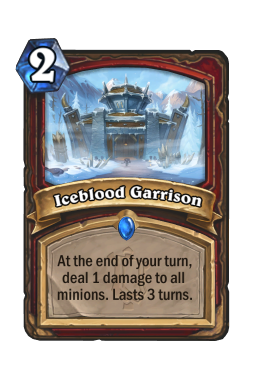 2
Iceblood Garrison
At the end of your turn,
deal 1 damage to all
minions. Lasts 3 turns.